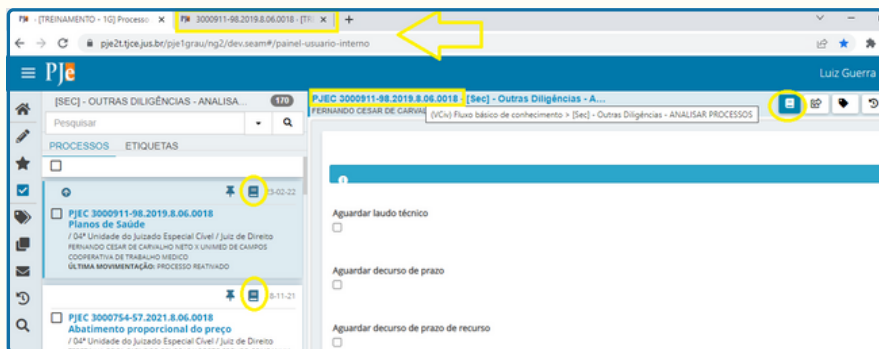 - [TREINAMENTO - 1G] Processo
3000911-98.2019.8.06.0018 - [TRE
pje2t.tjce.jus.br/pje1grau/ng2/dev.seam#/painel-usuario-interno
PJe
Luiz Guerra
[SEC] - OUTRAS DILIGÊNCIAS - ANALISA...
170
Pesquisar
PROCESSOS ETIQUETAS
23-02-22
PJEC 3000911-98.2019.8.06.0018
Planos de Saúde
/ 04ª Unidade do Juizado Especial Cível / Juiz de Direito
FERNANDO CESAR DE CARVALHO NETO X UNIMED DE CAMPOS
COOPERATIVA DE TRABALHO MEDICO
ÚLTIMA MOVIMENTAÇÃO: PROCESSO REATIVADO
8-11-21
PJEC 3000754-57.2021.8.06.0018
Abatimento proporcional do preço
/ 04ª Unidade do Juizado Especial Cível / Juiz de Direito
PJEC 3000911-98.2019.8.06.0018 - [Sec] - Outras Diligências - A...
FERNANDO CESAR DE
(VCiv) Fluxo básico de conhecimento > [Sec] - Outras Diligências - ANALISAR PROCESSOS
Aguardar laudo técnico
Aguardar decurso de prazo
Aguardar decurso de prazo de recurso